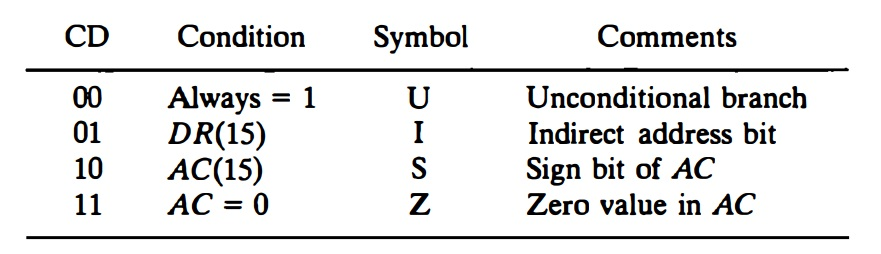 CD Condition Symbol Comments
00 Always = 1 U Unconditional branch
01 DR(15) I Indirect address bit
10 AC(15) S Sign bit of AC
11 AC = 0 Z Zero value in AC